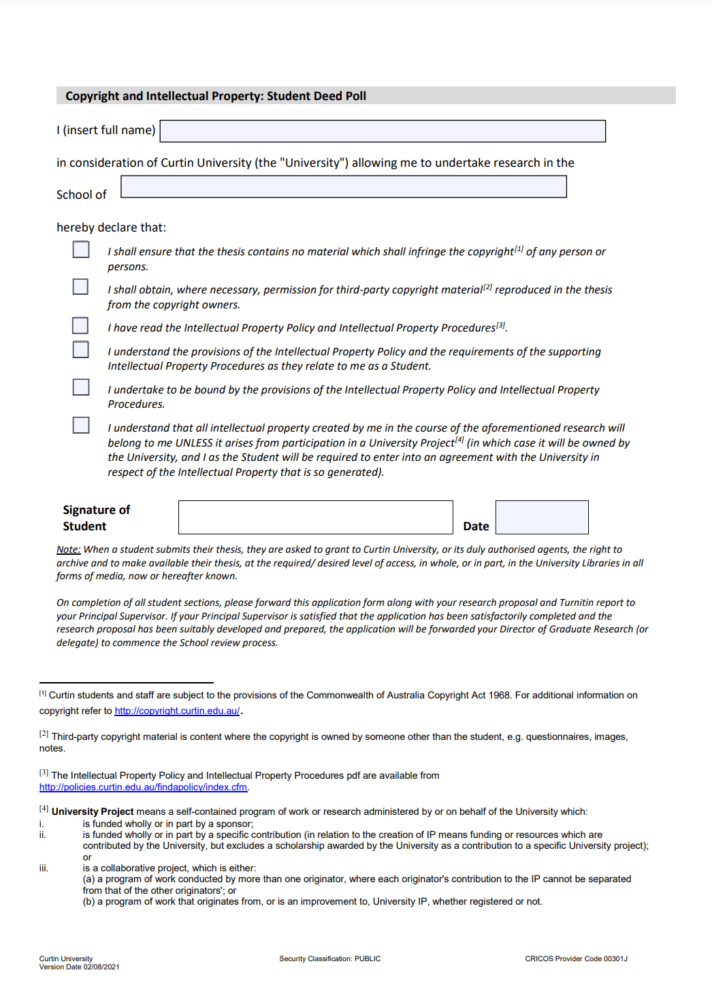 Copyright and Intellectual Property: Student Deed Poll
I (insert full name)
in consideration of Curtin University (the "University") allowing me to undertake research in the
School of
hereby declare that:
I shall ensure that the thesis contains no material which shall infringe the copyright[1] of any person or
persons.
I shall obtain, where necessary, permission for third-party copyright material[2] reproduced in the thesis
from the copyright owners.
I have read the Intellectual Property Policy and Intellectual Property Procedures[3].
I understand the provisions of the Intellectual Property Policy and the requirements of the supporting
Intellectual Property Procedures as they relate to me as a Student.
I undertake to be bound by the provisions of the Intellectual Property Policy and Intellectual Property
Procedures.
I understand that all intellectual property created by me in the course of the aforementioned research will
belong to me UNLESS it arises from participation in a University Project[4] (in which case it will be owned by
the University, and I as the Student will be required to enter into an agreement with the University in
respect of the Intellectual Property that is so generated).
Signature of
Student
Date
Note: When a student submits their thesis, they are asked to grant to Curtin University, or its duly authorised agents, the right to
archive and to make available their thesis, at the required/ desired level of access, in whole, or in part, in the University Libraries in all
forms of media, now or hereafter known.
On completion of all student sections, please forward this application form along with your research proposal and Turnitin report to
your Principal Supervisor. If your Principal Supervisor is satisfied that the application has been satisfactorily completed and the
research proposal has been suitably developed and prepared, the application will be forwarded your Director of Graduate Research (or
delegate) to commence the School review process.
[1] Curtin students and staff are subject to the provisions of the Commonwealth of Australia Copyright Act 1968. For additional information on
copyright refer to http://copyright.curtin.edu.au/.
[2] Third-party copyright material is content where the copyright is owned by someone other than the student, e.g. questionnaires, images,
notes.
[3] The Intellectual Property Policy and Intellectual Property Procedures pdf are available from
http://policies.curtin.edu.au/findapolicy/index.cfm.
[4] University Project means a self-contained program of work or research administered by or on behalf of the University which:
i. is funded wholly or in part by a sponsor;
ii. is funded wholly or in part by a specific contribution (in relation to the creation of IP means funding or resources which are
contributed by the University, but excludes a scholarship awarded by the University as a contribution to a specific University project);
or
iii. is a collaborative project, which is either:
(a) a program of work conducted by more than one originator, where each originator's contribution to the IP cannot be separated
from that of the other originators'; or
(b) a program of work that originates from, or is an improvement to, University IP, whether registered or not.
Curtin University Security Classification: PUBLIC CRICOS Provider Code 00301J
Version Date 02/08/2021